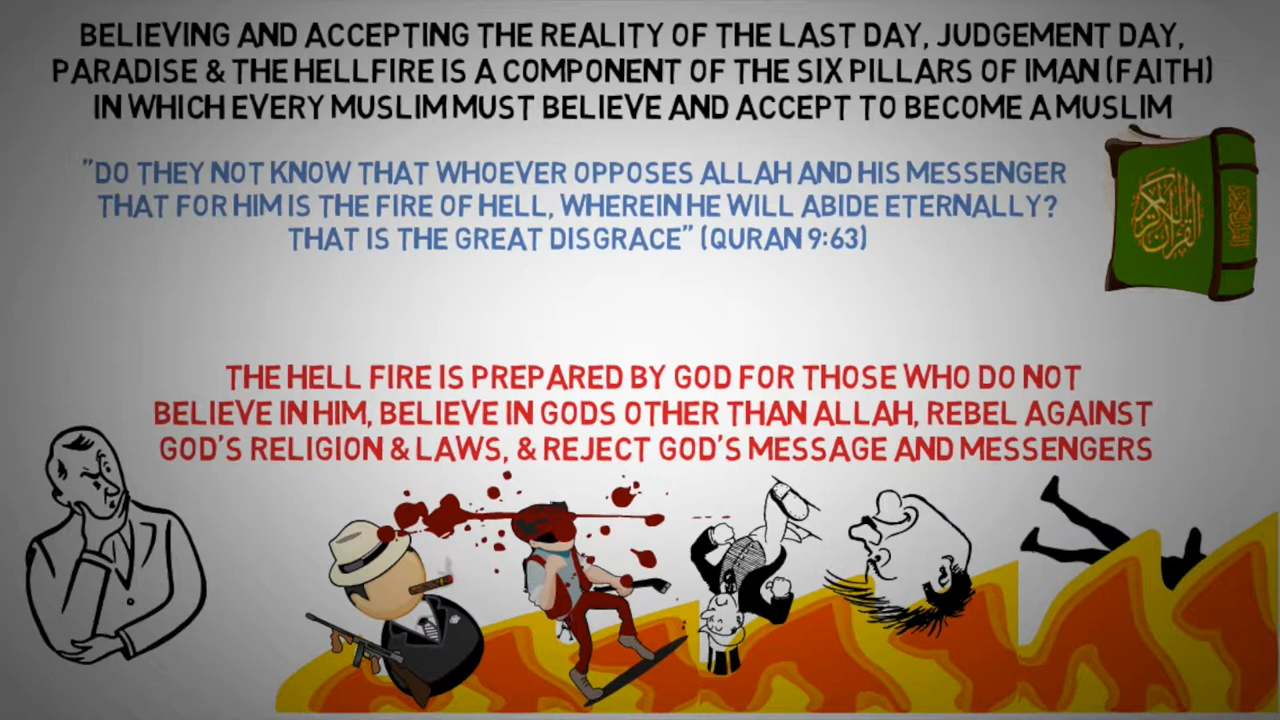 BELIEVING AND ACCEPTING THE REALITY OF THE LAST DAY, JUDGEMENT DAY,
PARADISE & THE HELLFIRE IS A COMPONENT OF THE SIX PILLARS OF IMAN (FAITH)
IN WHICH EVERY MUSLIM MUST BELIEVE AND ACCEPT TO BECOME A MUSLIM
"DO THEY NOT KNOW THAT WHOEVER OPPOSES ALLAH AND HIS MESSENGER
THAT FOR HIM IS THE FIRE OF HELL, WHEREIN HE WILL ABIDE ETERNALLY?
THAT IS THE GREAT DISGRACE" (QURAN 9:63)
القرآن الكريم
THE HELL FIRE IS PREPARED BY GOD FOR THOSE WHO DO NOT
BELIEVE IN HIM, BELIEVE IN GODS OTHER THAN ALLAH, REBEL AGAINST
GOD'S RELIGION & LAWS, & REJECT GOD'S MESSAGE AND MESSENGERS